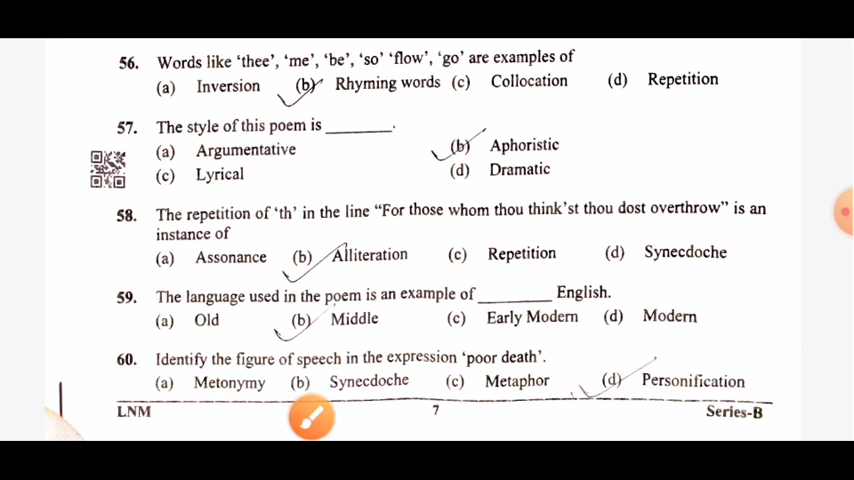 56. Words like ‘thee’, ‘me’, ‘be’, ‘so’ ‘flow’, ‘go’ are examples of
(a) Inversion (b) Rhyming words (c) Collocation (d) Repetition
57. The style of this poem is ________.
(a) Argumentative (b) Aphoristic
(c) Lyrical (d) Dramatic
58. The repetition of ‘th’ in the line “For those whom thou think’st thou dost overthrow” is an
instance of
(a) Assonance (b) Alliteration (c) Repetition (d) Synecdoche
59. The language used in the poem is an example of ________ English.
(a) Old (b) Middle (c) Early Modern (d) Modern
60. Identify the figure of speech in the expression ‘poor death’.
(a) Metonymy (b) Synecdoche (c) Metaphor (d) Personification
LNM 7 Series-B